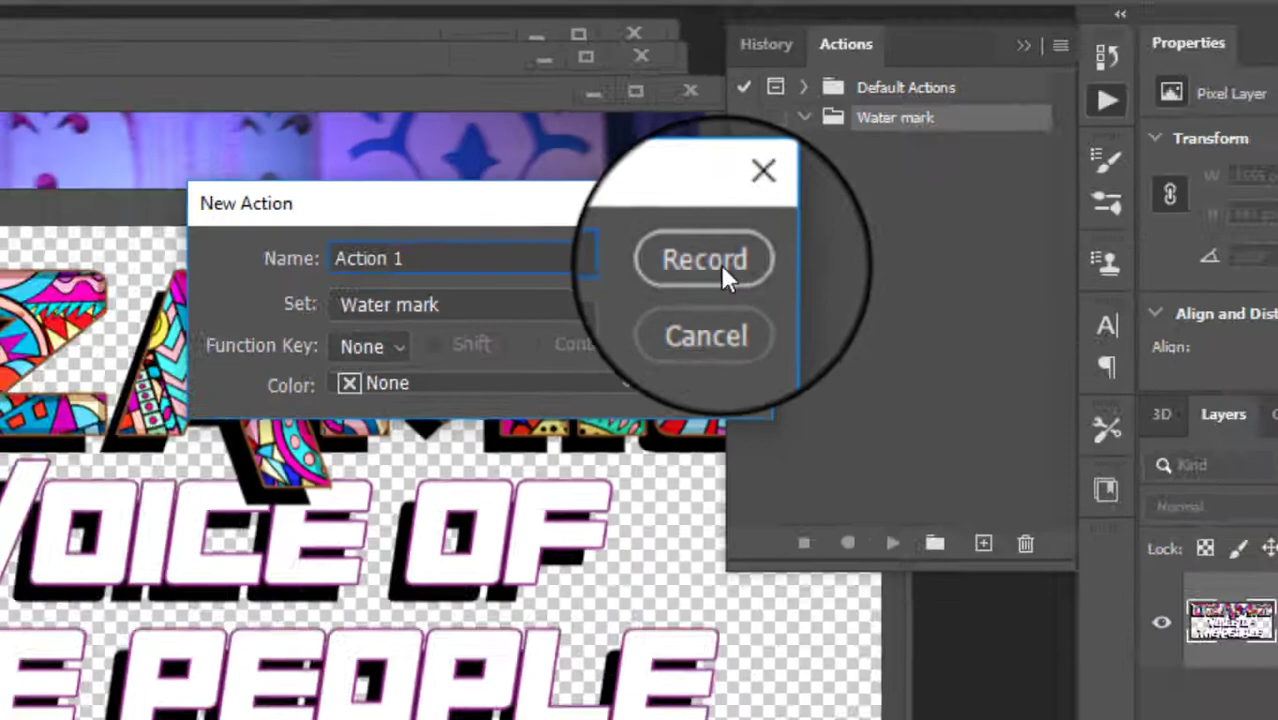 History
Actions
Properties
Default Actions
Pixel Layer
Water mark
Transform
New Action
Name: Action 1
Record
Set: Water mark
Align and Dist
Function Key: None
Shift
Cancel
Align:
Color: None
3D
Layers
Kind
VOICE OF
Normal
Lock:
E PEOPLE